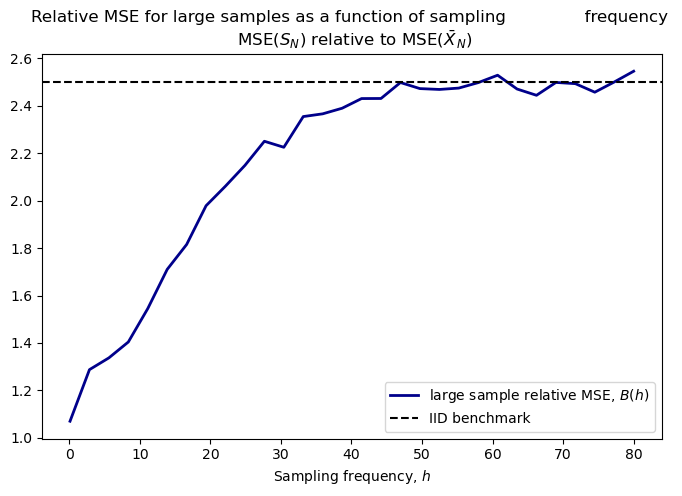 Relative MSE for large samples as a function of sampling frequency
MSE($S_N$) relative to MSE($\bar{X}_N$)
2.6
2.4
2.2
2.0
1.8
1.6
1.4
1.2
1.0
large sample relative MSE, $B(h)$
IID benchmark
0 10 20 30 40 50 60 70 80
Sampling frequency, $h$